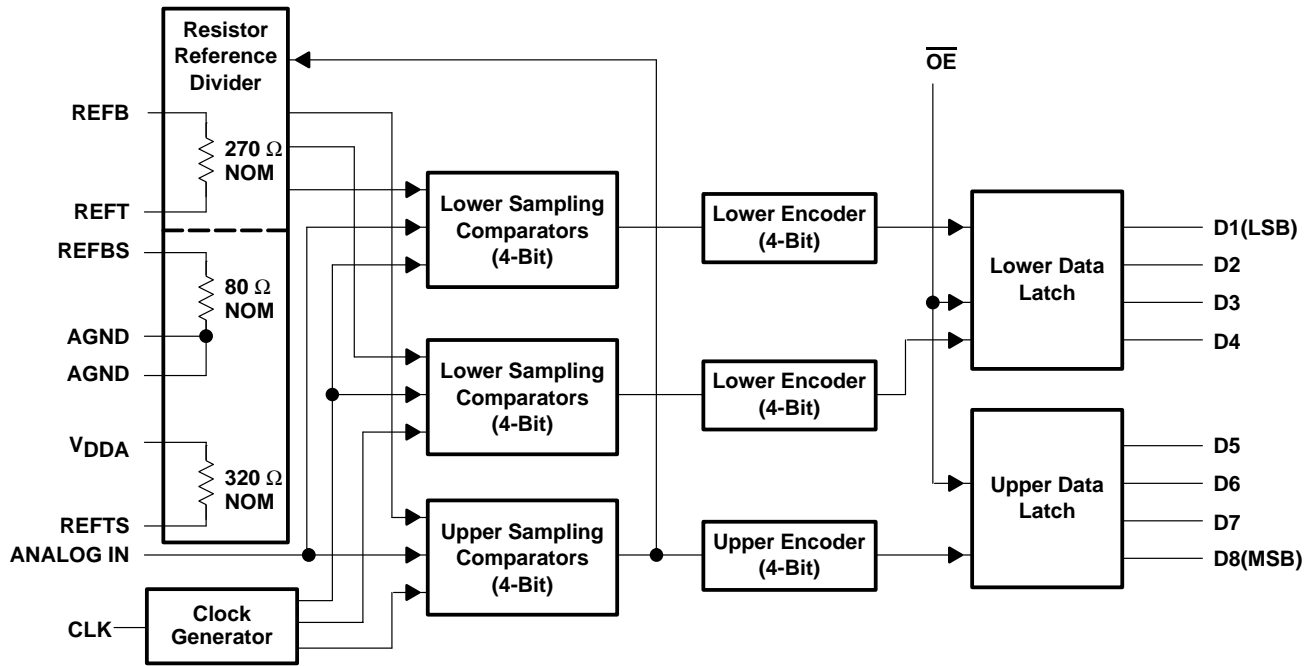 Resistor
Reference
Divider
REFB
270 Ω
NOM
REFT
REFBS
80 Ω
NOM
AGND
AGND
VDDA
320 Ω
NOM
REFTS
ANALOG IN
CLK
Clock
Generator
Lower Sampling
Comparators
(4-Bit)
Lower Sampling
Comparators
(4-Bit)
Upper Sampling
Comparators
(4-Bit)
Lower Encoder
(4-Bit)
Lower Encoder
(4-Bit)
Upper Encoder
(4-Bit)
OE
Lower Data
Latch
Upper Data
Latch
D1(LSB)
D2
D3
D4
D5
D6
D7
D8(MSB)